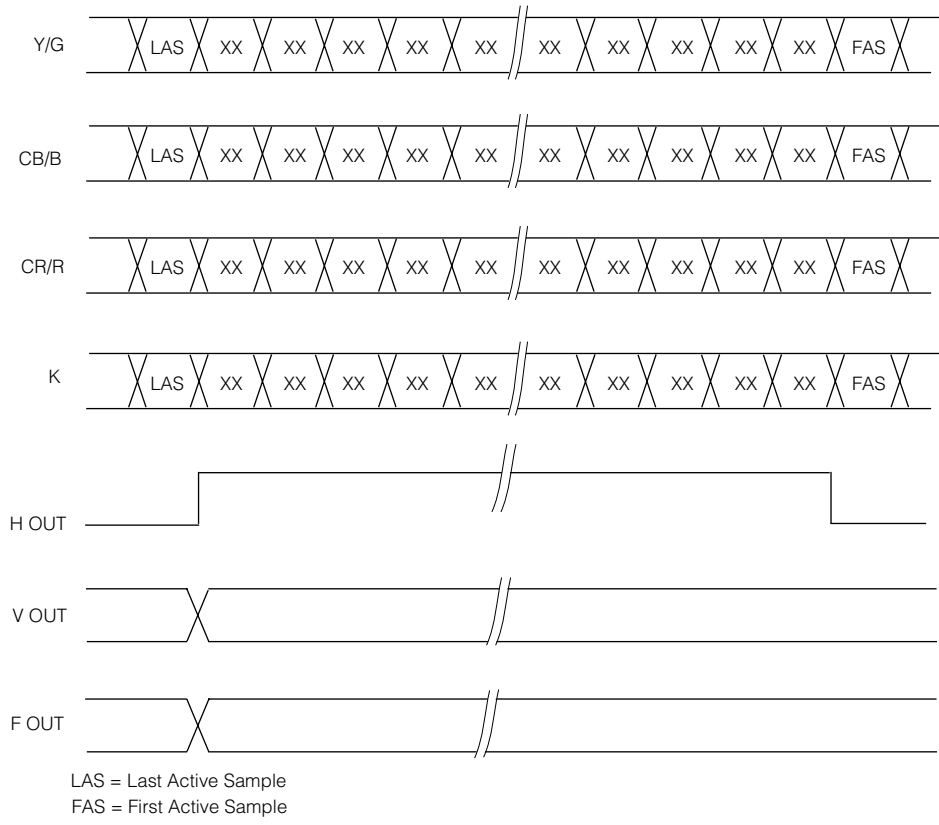 Y/G LAS XX XX XX XX XX XX XX XX XX XX FAS
CB/B LAS XX XX XX XX XX XX XX XX XX XX FAS
CR/R LAS XX XX XX XX XX XX XX XX XX XX FAS
K LAS XX XX XX XX XX XX XX XX XX XX FAS
H OUT
V OUT
F OUT
LAS = Last Active Sample
FAS = First Active Sample